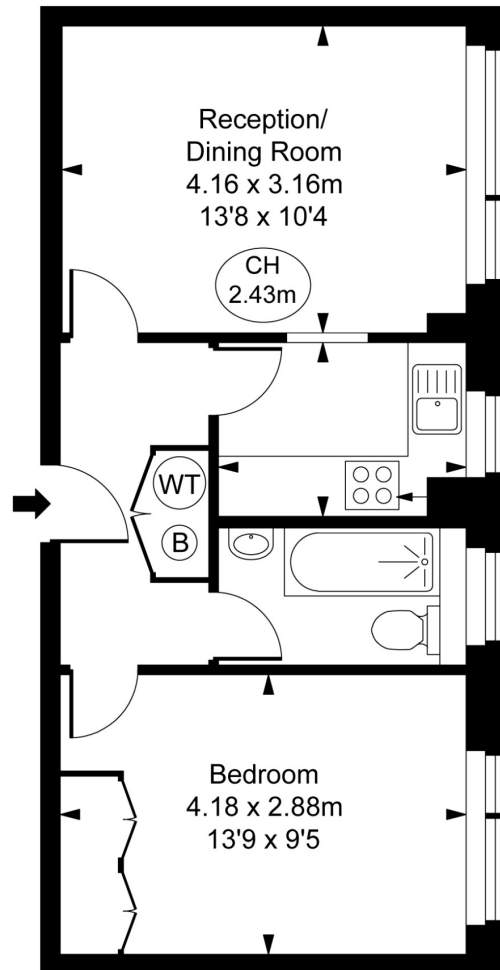 Reception/
Dining Room
4.16 x 3.16m
13'8 x 10'4
CH
2.43m
WT
B
Bedroom
4.18 x 2.88m
13'9 x 9'5